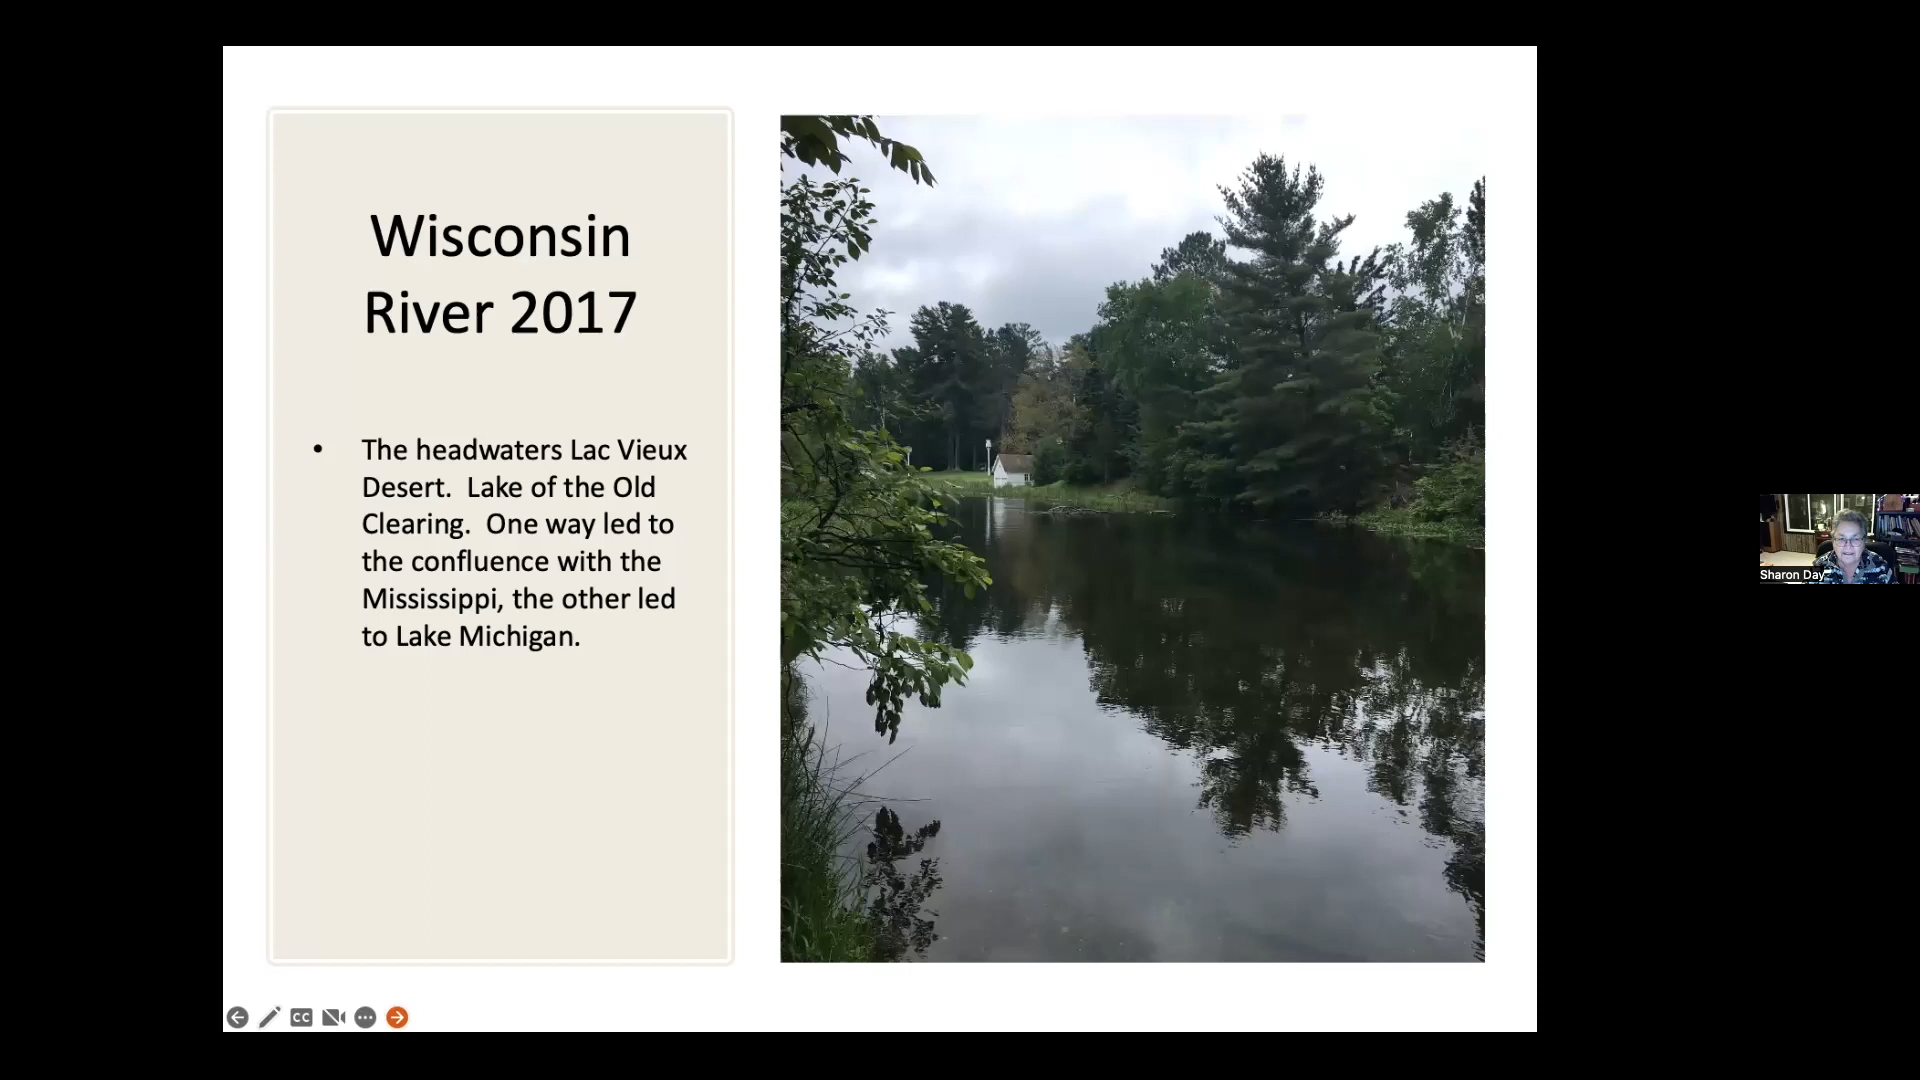 Wisconsin
River 2017
• The headwaters Lac Vieux
Desert.  Lake of the Old
Clearing.  One way led to
the confluence with the
Mississippi, the other led
to Lake Michigan.
CC
Sharon Day